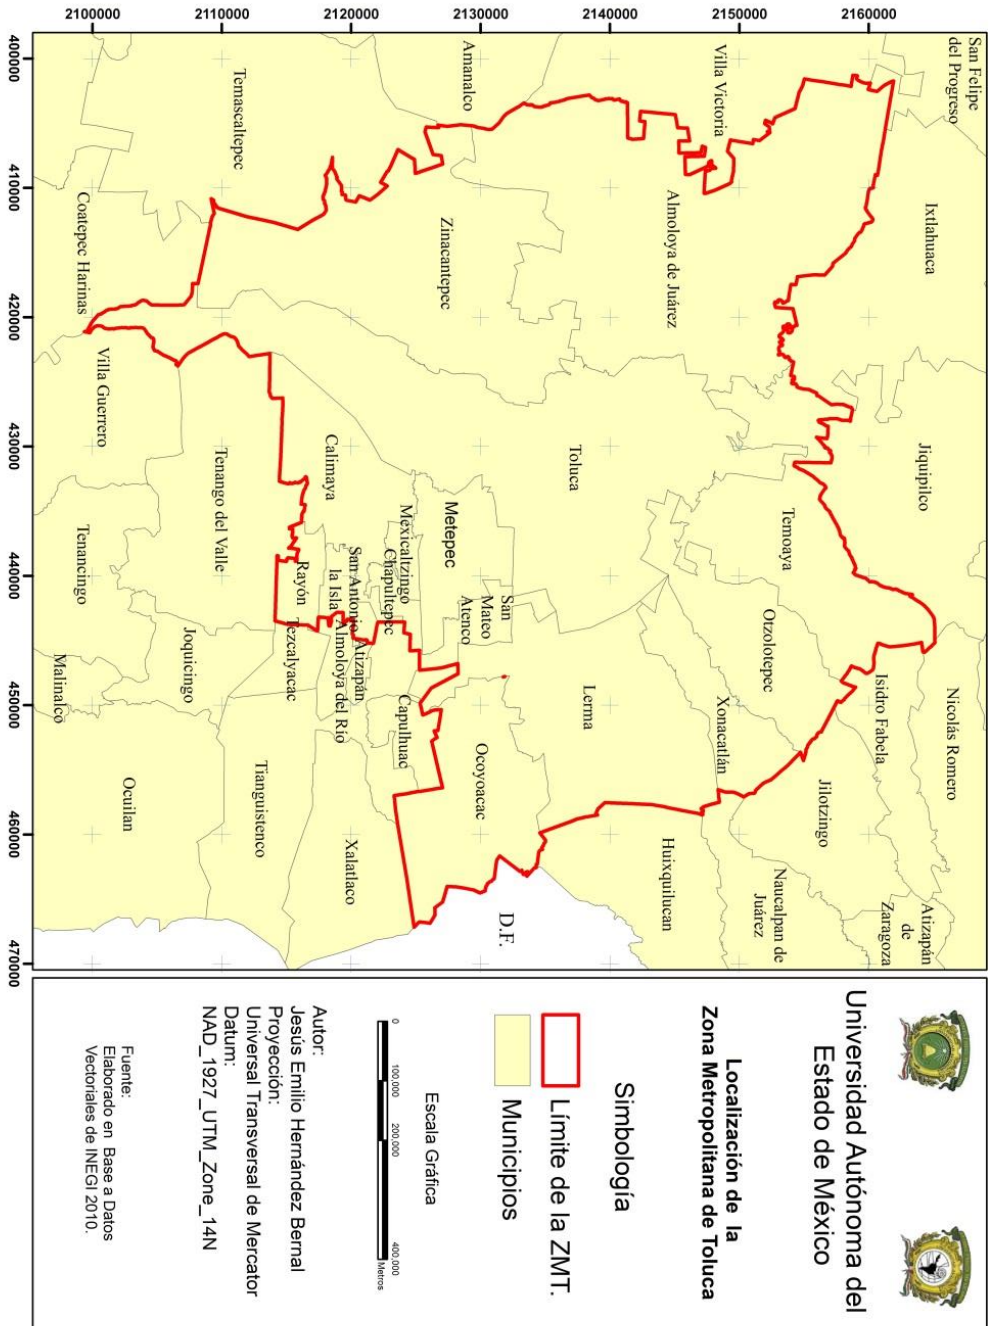 400000
410000
420000
430000
440000
450000
460000
470000
2160000
2150000
2140000
2130000
2120000
2110000
2100000
San Felipe
del Progreso
Ixtlahuaca
Jiquipilco
Nicolás Romero
Atizapán
de
Zaragoza
Isidro Fabela
Temoaya
Jilotzingo
Naucalpan de
Juárez
Otzolotepec
Villa Victoria
Xonacatlán
Almoloya de Juárez
Huixquilucan
Lerma
Toluca
D.F.
San
Mateo
Atenco
Amanalco
Zinacantepec
Metepec
Ocoyoacac
Mexicaltzingo
Chapultepec
Capulhuac
San Antonio
la Isla
Atizapán
Almoloya del Río
Xalatlaco
Calimaya
Rayón
Tezcalyacac
Tianguistenco
Temascaltepec
Tenango del Valle
Joquicingo
Ocuilan
Coatepec Harinas
Villa Guerrero
Tenancingo
Malinalco
Universidad Autónoma del
Estado de México
Localización de la
Zona Metropolitana de Toluca
Simbología
Límite de la ZMT.
Municipios
Escala Gráfica
0 100,000 200,000 400,000
Metros
Autor:
Jesús Emilio Hernández Bernal
Proyección:
Universal Transversal de Mercator
Datum:
NAD_1927_UTM_Zone_14N
Fuente:
Elaborado en Base a Datos
Vectoriales de INEGI 2010.